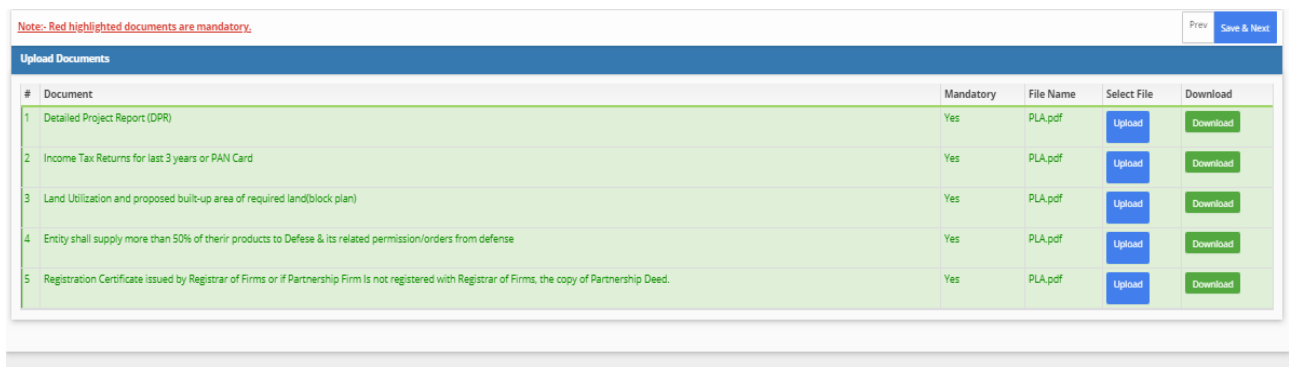 Note:- Red highlighted documents are mandatory.
Prev Save & Next
Upload Documents
# Document Mandatory File Name Select File Download
1 Detailed Project Report (DPR) Yes PLA.pdf Upload Download
2 Income Tax Returns for last 3 years or PAN Card Yes PLA.pdf Upload Download
3 Land Utilization and proposed built-up area of required land(block plan) Yes PLA.pdf Upload Download
4 Entity shall supply more than 50% of therir products to Defese & its related permission/orders from defense Yes PLA.pdf Upload Download
5 Registration Certificate issued by Registrar of Firms or if Partnership Firm Is not registered with Registrar of Firms, the copy of Partnership Deed. Yes PLA.pdf Upload Download